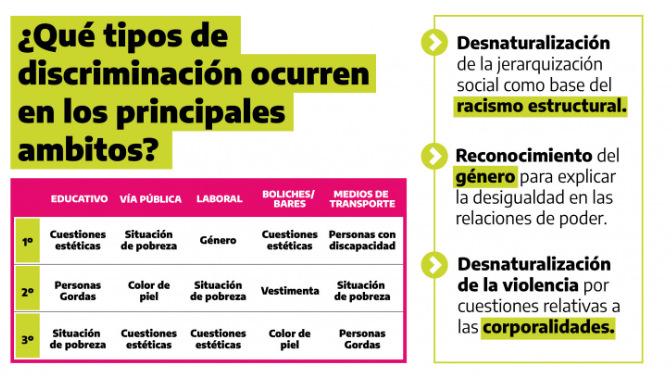 ¿Qué tipos de
discriminación ocurren
en los principales
ambitos?
EDUCATIVO VÍA PÚBLICA LABORAL BOLICHES/ BARES MEDIOS DE TRANSPORTE
1º Cuestiones estéticas Situación de pobreza Género Cuestiones estéticas Personas con discapacidad
2º Personas Gordas Color de piel Situación de pobreza Vestimenta Situación de pobreza
3º Situación de pobreza Cuestiones estéticas Cuestiones estéticas Color de piel Personas Gordas
Desnaturalización
de la jerarquización
social como base del
racismo estructural.
Reconocimiento del
género para explicar
la desigualdad en las
relaciones de poder.
Desnaturalización
de la violencia por
cuestiones relativas a
las corporalidades.